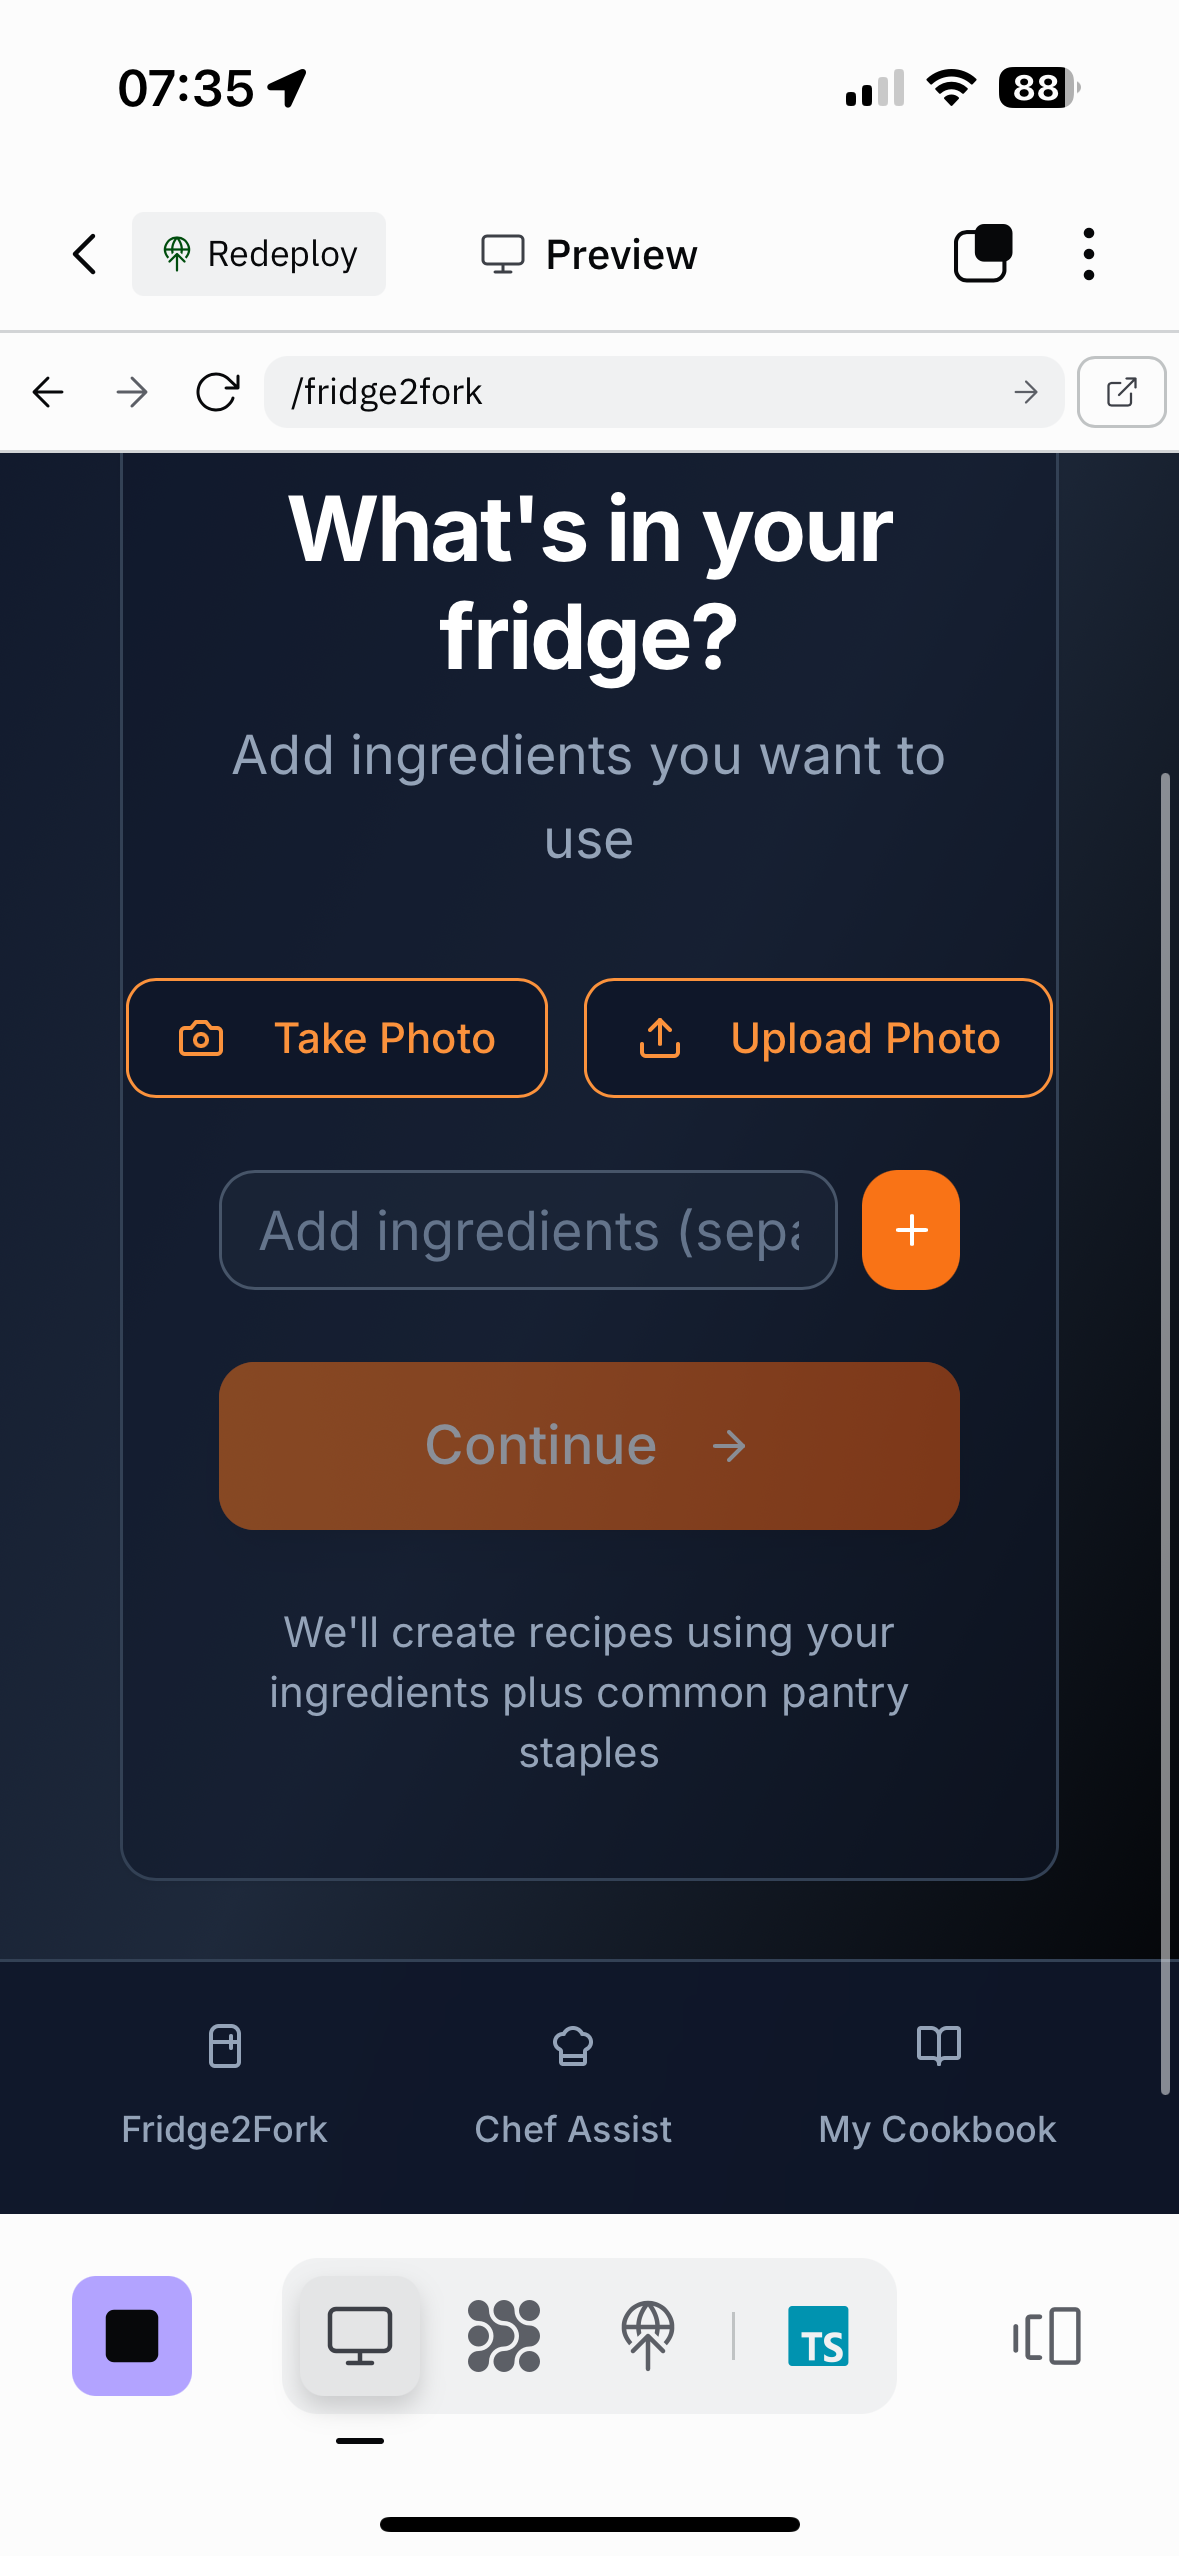 07:35
88
Redeploy
Preview
/fridge2fork
What's in your
fridge?
Add ingredients you want to
use
Take Photo
Upload Photo
Add ingredients (sepa
+
Continue
We'll create recipes using your
ingredients plus common pantry
staples
Fridge2Fork
Chef Assist
My Cookbook
TS